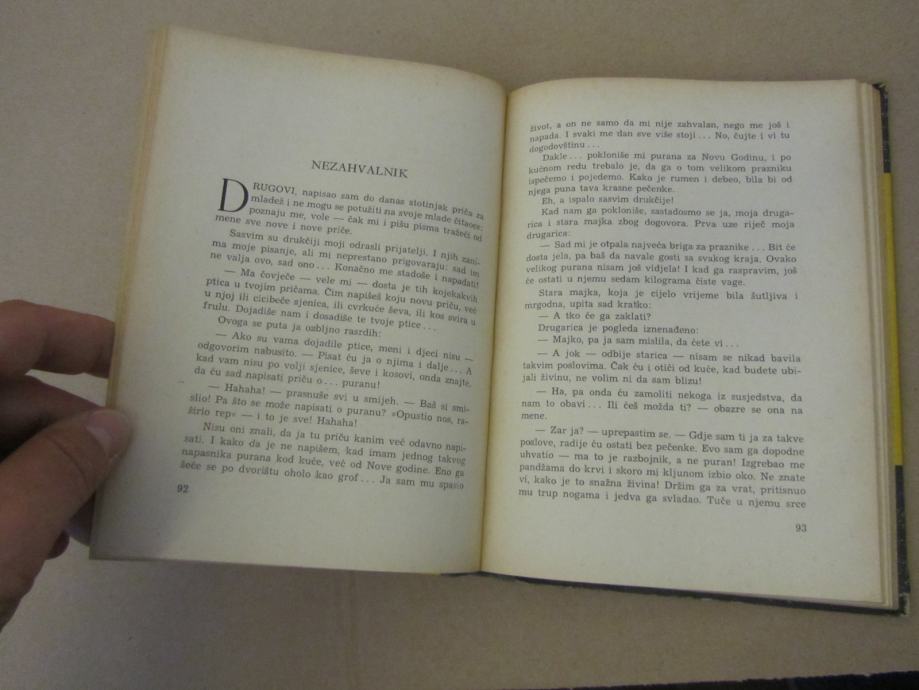 NEZAHVALNIK
DRUGOVI, napisao sam do danas stotinjak priča za
mladež i ne mogu se potužiti na svoje mlade čitaoce:
poznaju me, vole — čak mi i pišu pisma tražeći od
mene sve nove i nove priče.
Sasvim su drukčiji moji odrasli prijatelji. I njih zani-
ma moje pisanje, ali mi neprestano prigovaraju: sad im
ne valja ovo, sad ono... Konačno me stadoše i napadati!
— Ma čovječe — vele mi — dosta je tih kojekakvih
ptica u tvojim pričama. Čim napišeš koju novu priču, već
u njoj ili cicibeče sjenica, ili cvrkuće ševa, ili kos svira u
frulu. Dojadiše nam i dosadiše te tvoje ptice...
Ovoga se puta ja ozbiljno rasrdih:
— Ako su vama dojadile ptice, meni i djeci nisu —
odgovorim nabusito. — Pisat ću ja o njima i dalje... A
kad vam nisu po volji sjenice, ševe i kosovi, onda znajte,
da ću sad napisati priču o... puranu!
— Hahaha! — prasnuše svi u smijeh. — Baš si smi-
slio! Pa što se može napisati o puranu? »Opustio nos, ra-
širio rep« — i to je sve! Hahaha!
Nisu oni znali, da ja tu priču kanim već odavno napi-
sati. I kako da je ne napišem, kad imam jednog takvog
napasnika purana kod kuće, već od Nove godine. Eno ga
šeće se po dvorištu oholo kao grof... Ja sam mu spasio
92
život, a on ne samo da mi nije zahvalan, nego me još i
napada. I svaki me dan sve više stoji... No, čujte i vi tu
dogodovštinu...
Dakle... pokloniše mi purana za Novu Godinu, i po
kućnom redu trebalo je, da ga o tom velikom prazniku
ispečemo i pojedemo. Kako je rumen i debeo, bila bi od
njega puna tava krasne pečenke.
Eh, a ispalo sasvim drukčije!
Kad nam ga pokloniše, sastadosmo se ja, moja druga-
rica i stara majka zbog dogovora. Prva uze riječ moja
drugarica:
— Sad mi je otpala najveća briga za praznike... Bit će
dosta jela, pa baš da navale gosti sa svakog kraja. Ovako
velikog purana nisam još vidjela! I kad ga raspravim, još
će ostati u njemu sedam kilograma čiste vage.
Stara majka, koja je cijelo vrijeme bila šutljiva i
mrgodna, upita sad kratko:
— A tko će ga zaklati?
Drugarica je pogleda iznenađeno:
— Majko, pa ja sam mislila, da ćete vi...
— A jok — odbije starica — nisam se nikad bavila
takvim poslovima. Čak ću i otići od kuće, kad budete ubi-
jali živinu, ne volim ni da sam blizu!
— Ha, pa onda ću zamoliti nekoga iz susjedstva, da
nam to obavi... Ili ćeš možda ti? — obazre se ona na
mene.
— Zar ja? — uprepastim se. — Gdje sam ti ja za takve
poslove, radije ću ostati bez pečenke. Evo sam ga dopodne
uhvatio — ma to je razbojnik, a ne puran! Izgrebao me
pandžama do krvi i skoro mi kljunom izbio oko. Ne znate
vi, kako je to snažna živina! Držim ga za vrat, pritisnuo
mu trup nogama i jedva ga svladao. Tuče u njemu srce
93